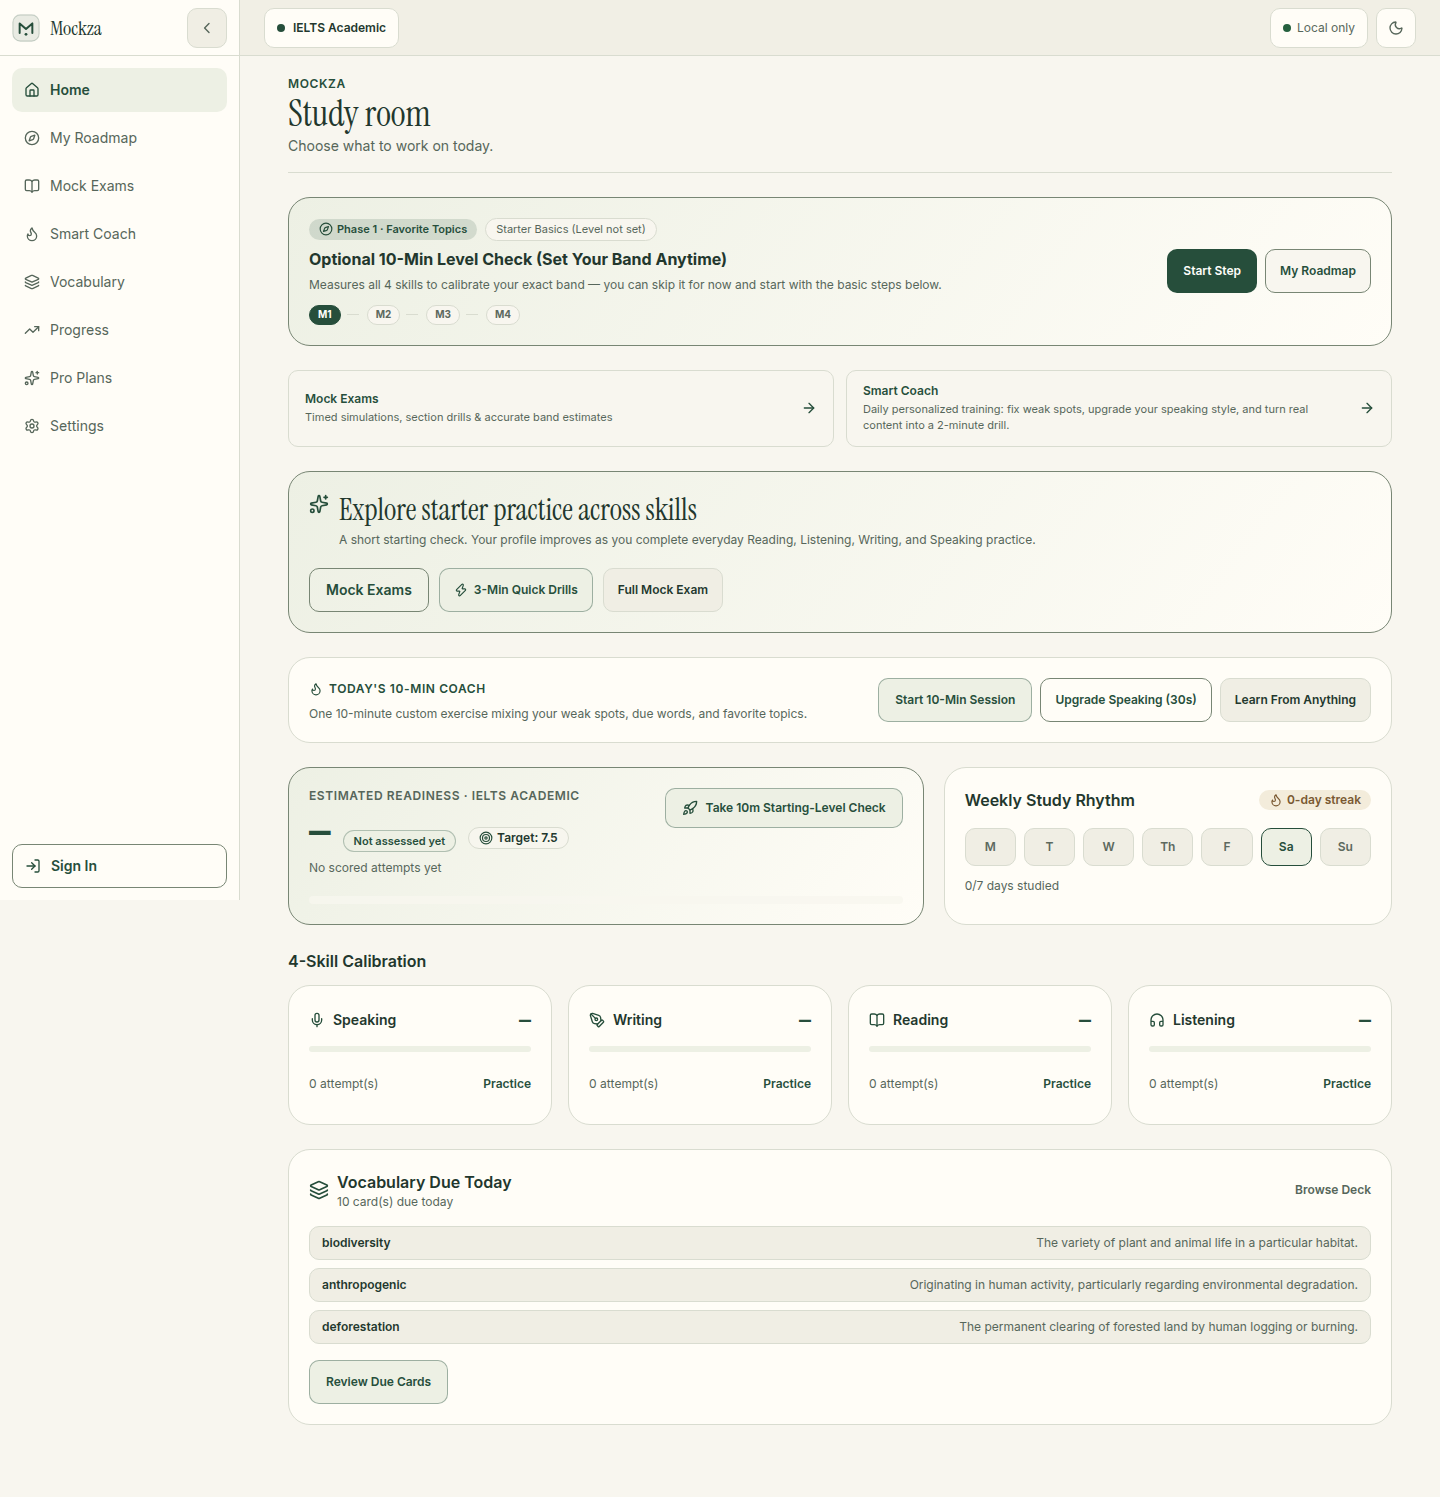 Mockza
IELTS Academic
Local only
Home
My Roadmap
Mock Exams
Smart Coach
Vocabulary
Progress
Pro Plans
Settings
Sign In
MOCKZA
Study room
Choose what to work on today.
Phase 1 · Favorite Topics
Starter Basics (Level not set)
Optional 10-Min Level Check (Set Your Band Anytime)
Measures all 4 skills to calibrate your exact band — you can skip it for now and start with the basic steps below.
M1 — M2 — M3 — M4
Start Step
My Roadmap
Mock Exams
Timed simulations, section drills & accurate band estimates
Smart Coach
Daily personalized training: fix weak spots, upgrade your speaking style, and turn real
content into a 2-minute drill.
Explore starter practice across skills
A short starting check. Your profile improves as you complete everyday Reading, Listening, Writing, and Speaking practice.
Mock Exams
3-Min Quick Drills
Full Mock Exam
TODAY'S 10-MIN COACH
One 10-minute custom exercise mixing your weak spots, due words, and favorite topics.
Start 10-Min Session
Upgrade Speaking (30s)
Learn From Anything
ESTIMATED READINESS · IELTS ACADEMIC
—
Not assessed yet
Target: 7.5
No scored attempts yet
Take 10m Starting-Level Check
Weekly Study Rhythm
0-day streak
M T W Th F Sa Su
0/7 days studied
4-Skill Calibration
Speaking —
0 attempt(s) Practice
Writing —
0 attempt(s) Practice
Reading —
0 attempt(s) Practice
Listening —
0 attempt(s) Practice
Vocabulary Due Today
10 card(s) due today
Browse Deck
biodiversity The variety of plant and animal life in a particular habitat.
anthropogenic Originating in human activity, particularly regarding environmental degradation.
deforestation The permanent clearing of forested land by human logging or burning.
Review Due Cards